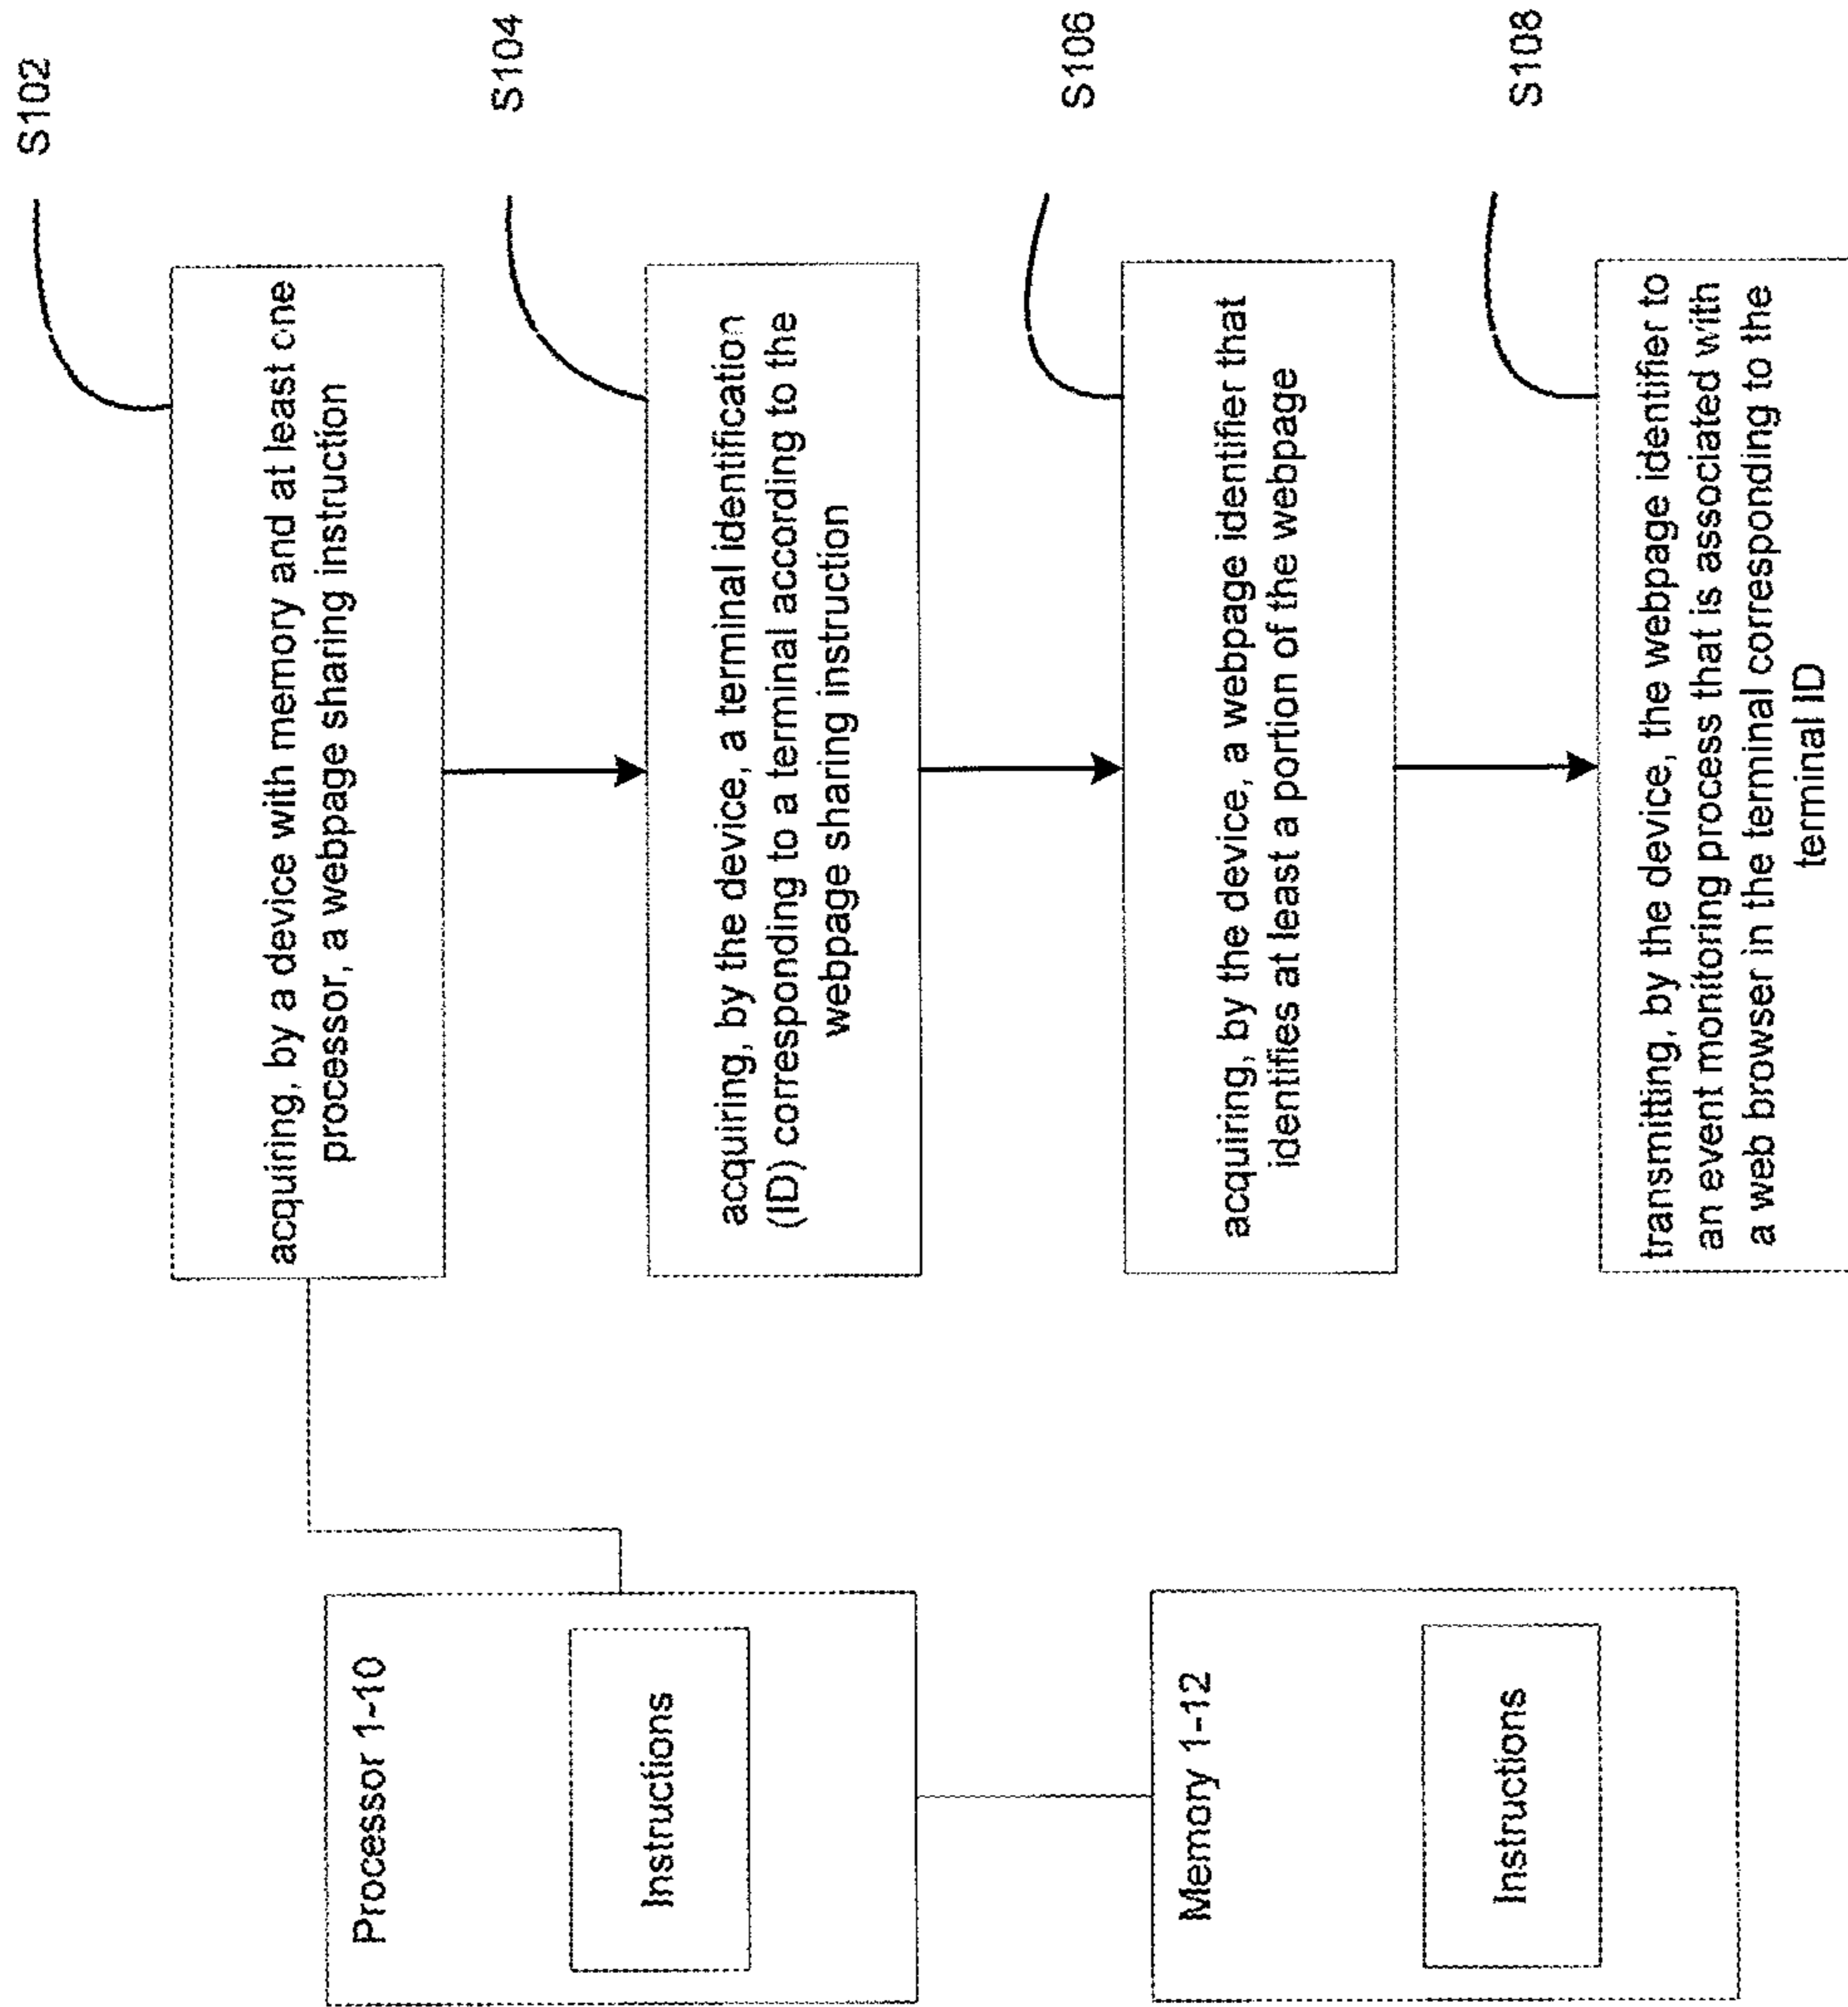 Processor 1-10
Instructions
Memory 1-12
Instructions
acquiring, by a device with memory and at least one
processor, a webpage sharing instruction
S102
acquiring, by the device, a terminal identification
(ID) corresponding to a terminal according to the
webpage sharing instruction
S104
acquiring, by the device, a webpage identifier that
identifies at least a portion of the webpage
S106
transmitting, by the device, the webpage identifier to
an event monitoring process that is associated with
a web browser in the terminal corresponding to the
terminal ID
S108